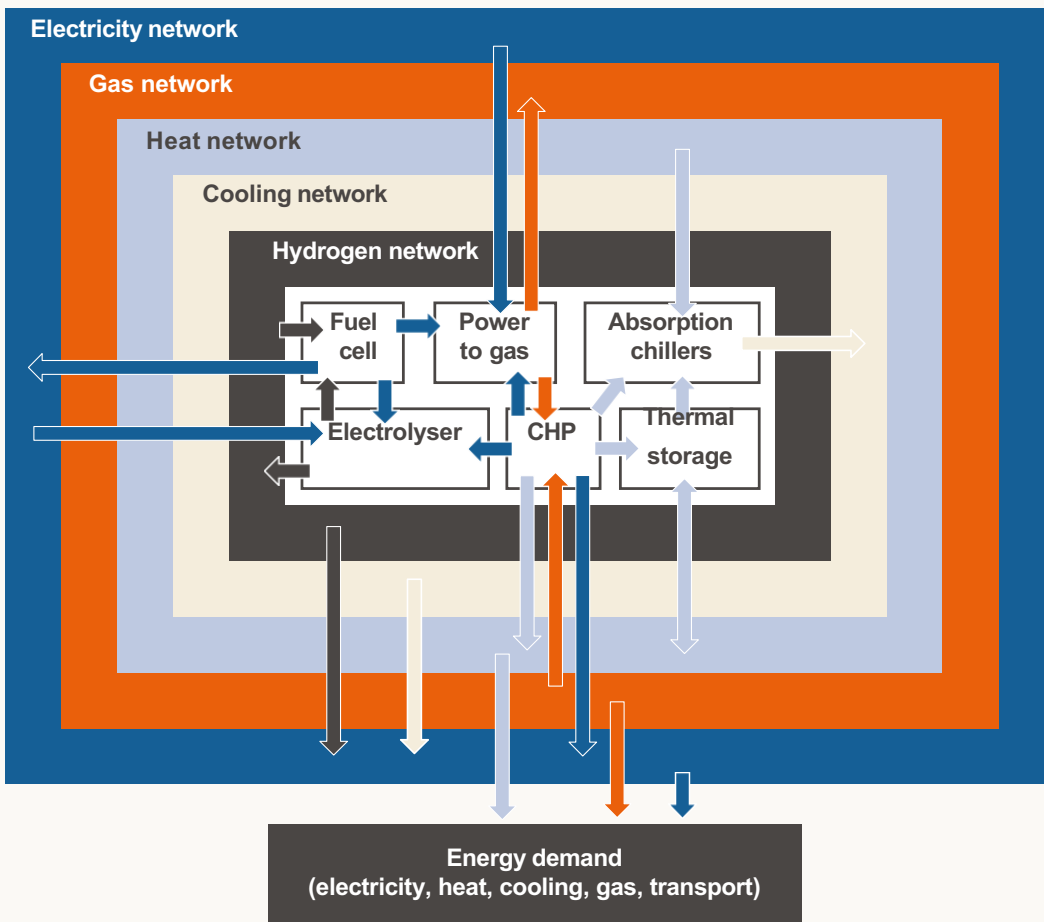 Electricity network
Gas network
Heat network
Cooling network
Hydrogen network
Fuel
cell
Power
to gas
Absorption
chillers
Electrolyser
CHP
Thermal
storage
Energy demand
(electricity, heat, cooling, gas, transport)